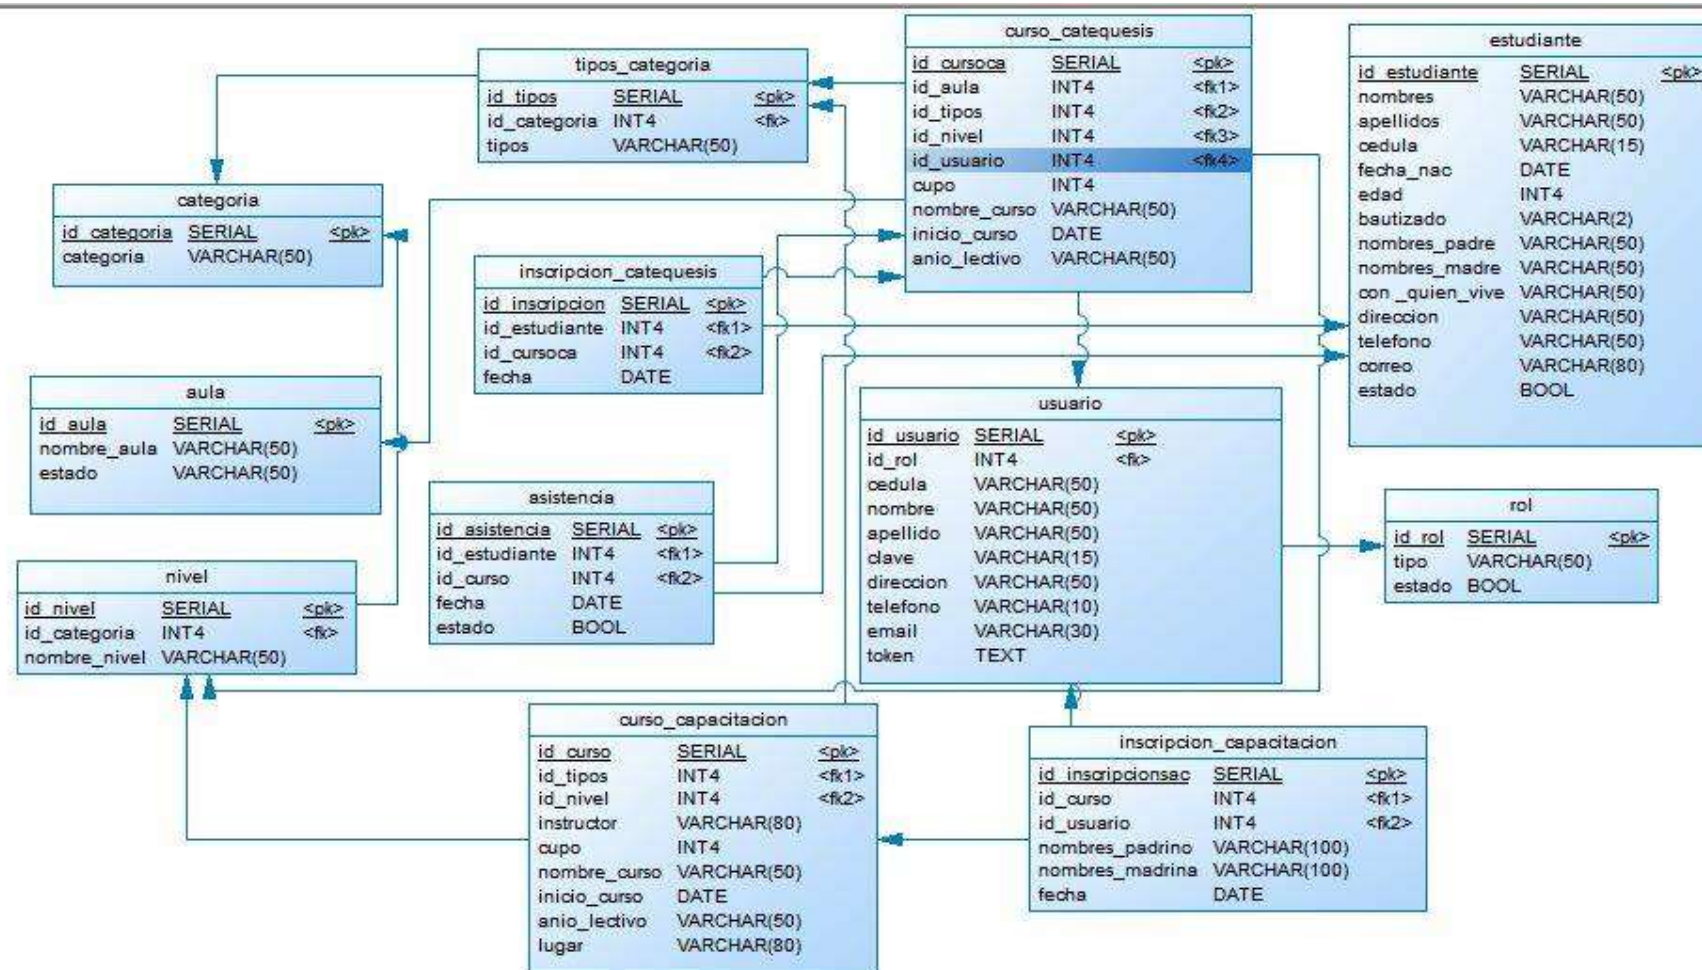 curso_catequesis
id_cursoca SERIAL <pk>
id_aula INT4 <fk1>
id_tipos INT4 <fk2>
id_nivel INT4 <fk3>
id_usuario INT4 <fk4>
cupo INT4
nombre_curso VARCHAR(50)
inicio_curso DATE
anio_lectivo VARCHAR(50)
estudiante
id_estudiante SERIAL <pk>
nombres VARCHAR(50)
apellidos VARCHAR(50)
cedula VARCHAR(15)
fecha_nac DATE
edad INT4
bautizado VARCHAR(2)
nombres_padre VARCHAR(50)
nombres_madre VARCHAR(50)
con _quien_vive VARCHAR(50)
direccion VARCHAR(50)
telefono VARCHAR(50)
correo VARCHAR(80)
estado BOOL
tipos_categoria
id_tipos SERIAL <pk>
id_categoria INT4 <fk>
tipos VARCHAR(50)
categoria
id_categoria SERIAL <pk>
categoria VARCHAR(50)
inscripcion_catequesis
id_inscripcion SERIAL <pk>
id_estudiante INT4 <fk1>
id_cursoca INT4 <fk2>
fecha DATE
aula
id_aula SERIAL <pk>
nombre_aula VARCHAR(50)
estado VARCHAR(50)
usuario
id_usuario SERIAL <pk>
id_rol INT4 <fk>
cedula VARCHAR(50)
nombre VARCHAR(50)
apellido VARCHAR(50)
clave VARCHAR(15)
direccion VARCHAR(50)
telefono VARCHAR(10)
email VARCHAR(30)
token TEXT
asistencia
id_asistencia SERIAL <pk>
id_estudiante INT4 <fk1>
id_curso INT4 <fk2>
fecha DATE
estado BOOL
rol
id_rol SERIAL <pk>
tipo VARCHAR(50)
estado BOOL
nivel
id_nivel SERIAL <pk>
id_categoria INT4 <fk>
nombre_nivel VARCHAR(50)
curso_capacitacion
id_curso SERIAL <pk>
id_tipos INT4 <fk1>
id_nivel INT4 <fk2>
instructor VARCHAR(80)
cupo INT4
nombre_curso VARCHAR(50)
inicio_curso DATE
anio_lectivo VARCHAR(50)
lugar VARCHAR(80)
inscripcion_capacitacion
id_inscripcionsac SERIAL <pk>
id_curso INT4 <fk1>
id_usuario INT4 <fk2>
nombres_padrino VARCHAR(100)
nombres_madrina VARCHAR(100)
fecha DATE